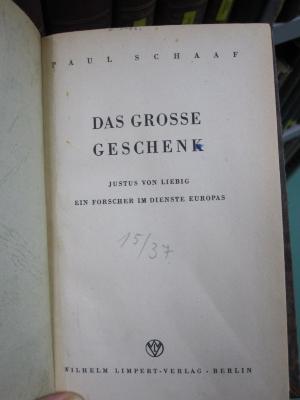 PAUL SCHAAF
DAS GROSSE
GESCHENK
JUSTUS VON LIEBIG
EIN FORSCHER IM DIENSTE EUROPAS
15/37
WILHELM LIMPERT-VERLAG · BERLIN